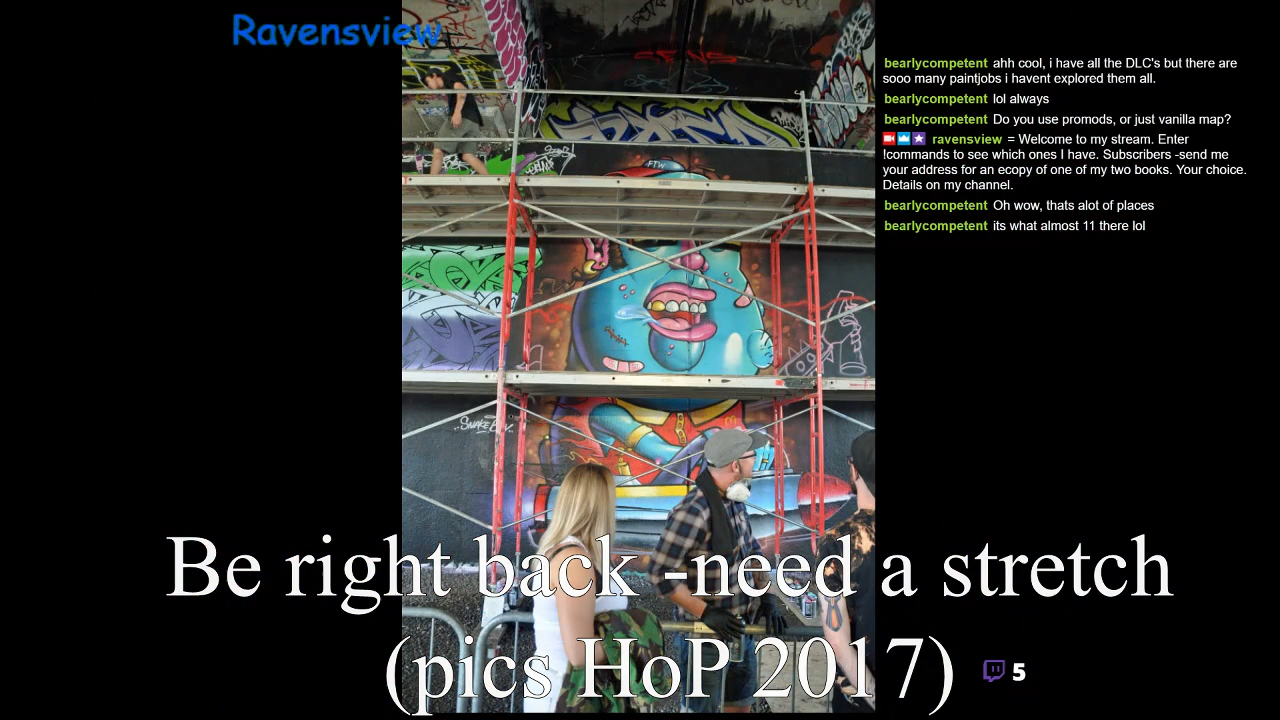 Ravensview
bearlycompetent ahh cool, i have all the DLC's but there are
sooo many paintjobs i havent explored them all.
bearlycompetent lol always
bearlycompetent Do you use promods, or just vanilla map?
ravensview = Welcome to my stream. Enter
!commands to see which ones I have. Subscribers -send me
your address for an ecopy of one of my two books. Your choice.
Details on my channel.
bearlycompetent Oh wow, thats alot of places
bearlycompetent its what almost 11 there lol
FTW
Be right back -need a stretch
(pics HoP 2017)
5